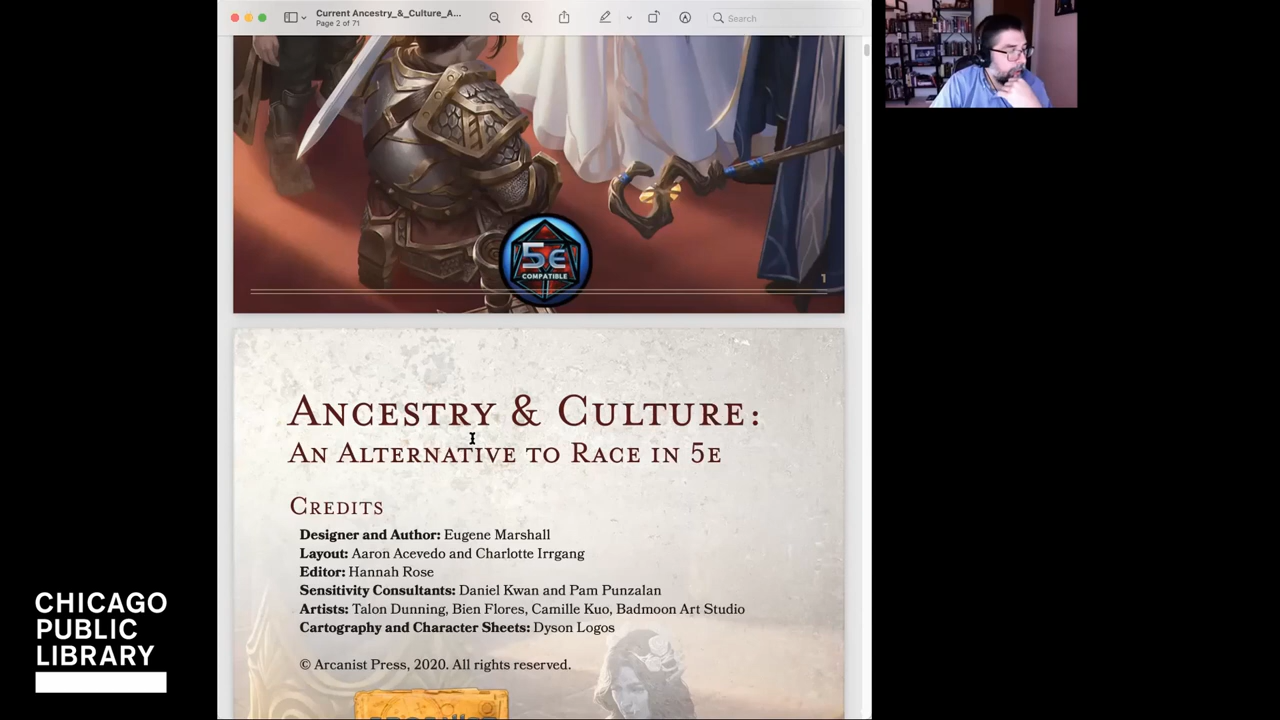 Current Ancestry_&_Culture_A...
Page 2 of 71
Search
5e
COMPATIBLE
1
Ancestry & Culture:
An Alternative to Race in 5e
Credits
Designer and Author: Eugene Marshall
Layout: Aaron Acevedo and Charlotte Irrgang
Editor: Hannah Rose
Sensitivity Consultants: Daniel Kwan and Pam Punzalan
Artists: Talon Dunning, Bien Flores, Camille Kuo, Badmoon Art Studio
Cartography and Character Sheets: Dyson Logos
© Arcanist Press, 2020. All rights reserved.
CHICAGO
PUBLIC
LIBRARY